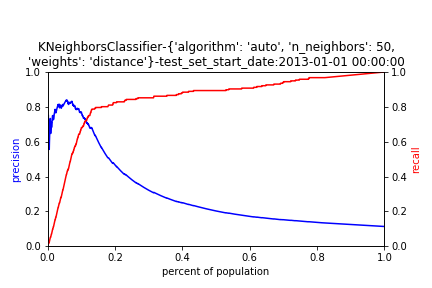 KNeighborsClassifier-{'algorithm': 'auto', 'n_neighbors': 50,
'weights': 'distance'}-test_set_start_date:2013-01-01 00:00:00
1.0 1.0
0.8 0.8
0.6 0.6
precision recall
0.4 0.4
0.2 0.2
0.0 0.0
0.0 0.2 0.4 0.6 0.8 1.0
percent of population